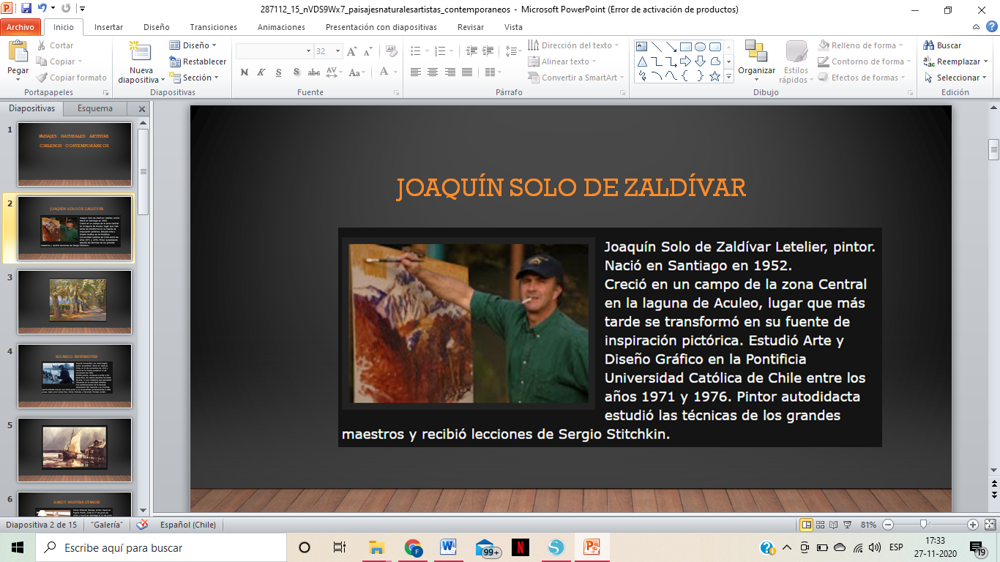 287112_15_nVDS9Wx7_paisajesnaturalesartistas_contemporaneos - Microsoft PowerPoint (Error de activación de productos)
Archivo Inicio Insertar Diseño Transiciones Animaciones Presentación con diapositivas Revisar Vista
Pegar
Cortar
Copiar
Copiar formato
Portapapeles
Nueva diapositiva
Diseño
Restablecer
Sección
Diapositivas
32
N K S S abc AV Aa A
Fuente
Dirección del texto
Alinear texto
Convertir a SmartArt
Párrafo
Organizar
Estilos rápidos
Relleno de forma
Contorno de forma
Efectos de formas
Dibujo
Buscar
Reemplazar
Seleccionar
Edición
Diapositivas Esquema
1
PAISAJES NATURALES ARTISTAS
CHILENOS CONTEMPORÁNEOS
2
JOAQUÍN SOLO DE ZALDÍVAR
3
4
RICARDO ANWANDTER
5
6
HARDY WISTUBA STANGE
JOAQUÍN SOLO DE ZALDÍVAR
Joaquín Solo de Zaldívar Letelier, pintor.
Nació en Santiago en 1952.
Creció en un campo de la zona Central
en la laguna de Aculeo, lugar que más
tarde se transformó en su fuente de
inspiración pictórica. Estudió Arte y
Diseño Gráfico en la Pontificia
Universidad Católica de Chile entre los
años 1971 y 1976. Pintor autodidacta
estudió las técnicas de los grandes
maestros y recibió lecciones de Sergio Stitchkin.
Diapositiva 2 de 15 "Galería" Español (Chile) 81%
Escribe aquí para buscar
99+
ESP
17:33
27-11-2020
19